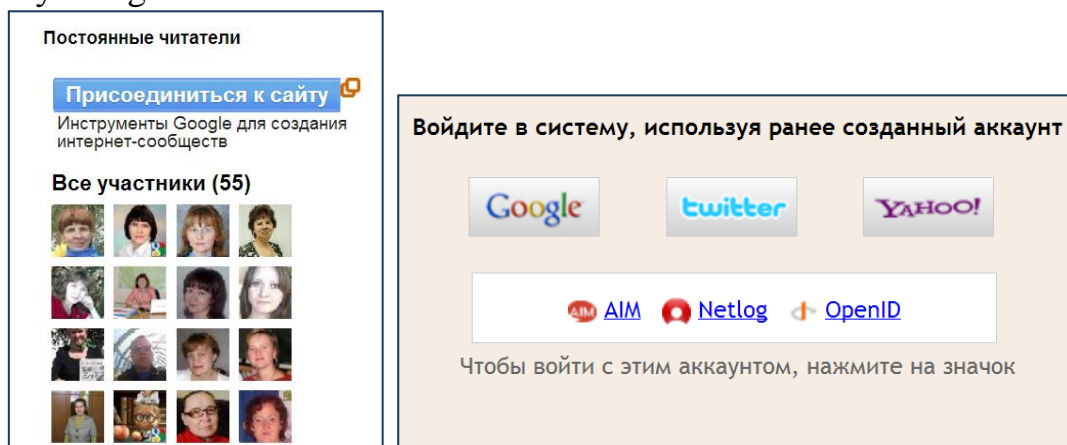 Постоянные читатели
Присоединиться к сайту
Инструменты Google для создания
интернет-сообществ
Все участники (55)
Войдите в систему, используя ранее созданный аккаунт
Google twitter YAHOO!
AIM AIM Netlog OpenID
Чтобы войти с этим аккаунтом, нажмите на значок